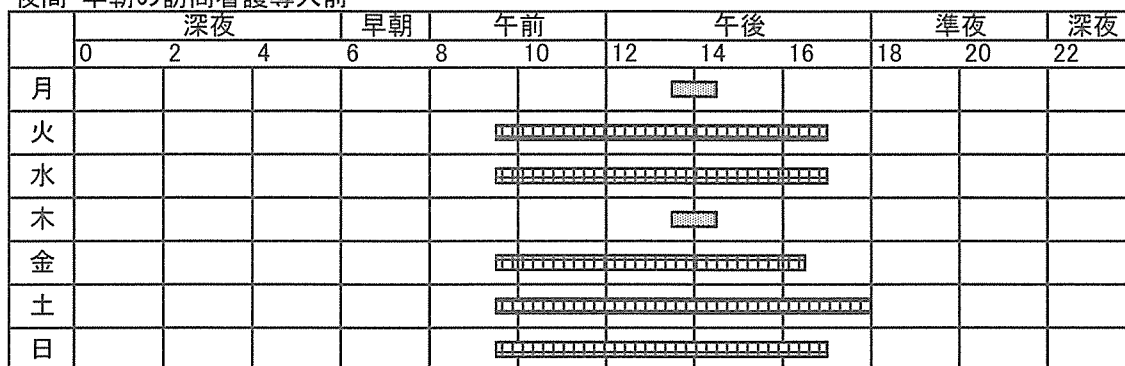 夜間・早朝の訪問看護導入前
深夜 早朝 午前 午後 準夜 深夜
0 2 4 6 8 10 12 14 16 18 20 22
月
火
水
木
金
土
日